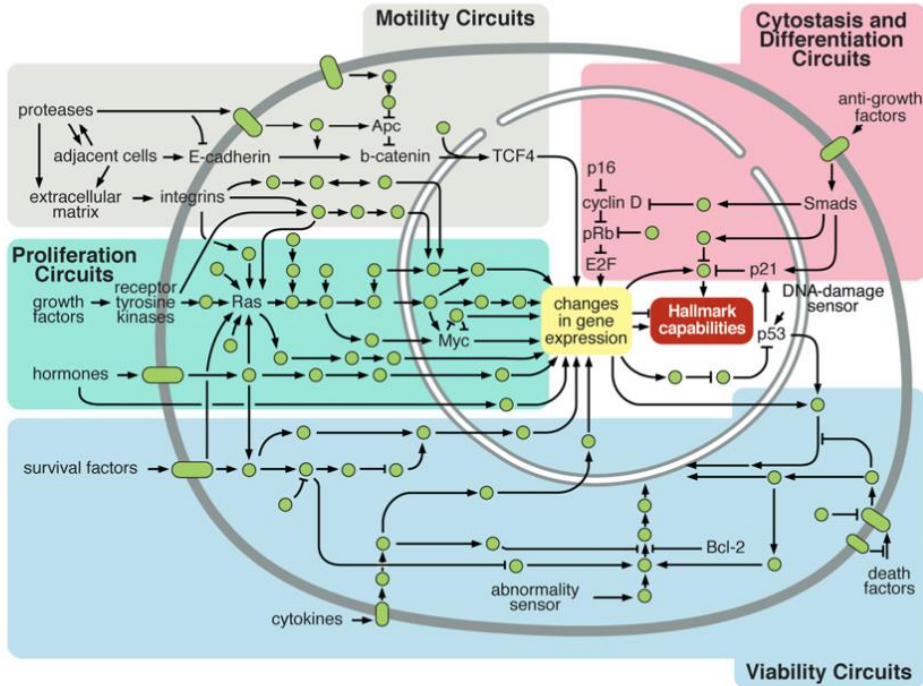 Motility Circuits
Cytostasis and
Differentiation
Circuits
proteases
anti-growth
factors
Apc
adjacent cells
E-cadherin
b-catenin
TCF4
p16
extracellular
matrix
integrins
cyclin D
Smads
pRb
Proliferation
Circuits
E2F
p21
growth
factors
receptor
tyrosine
kinases
Ras
changes
in gene
expression
Hallmark
capabilities
DNA-damage
sensor
Myc
p53
hormones
survival factors
Bcl-2
abnormality
sensor
death
factors
cytokines
Viability Circuits